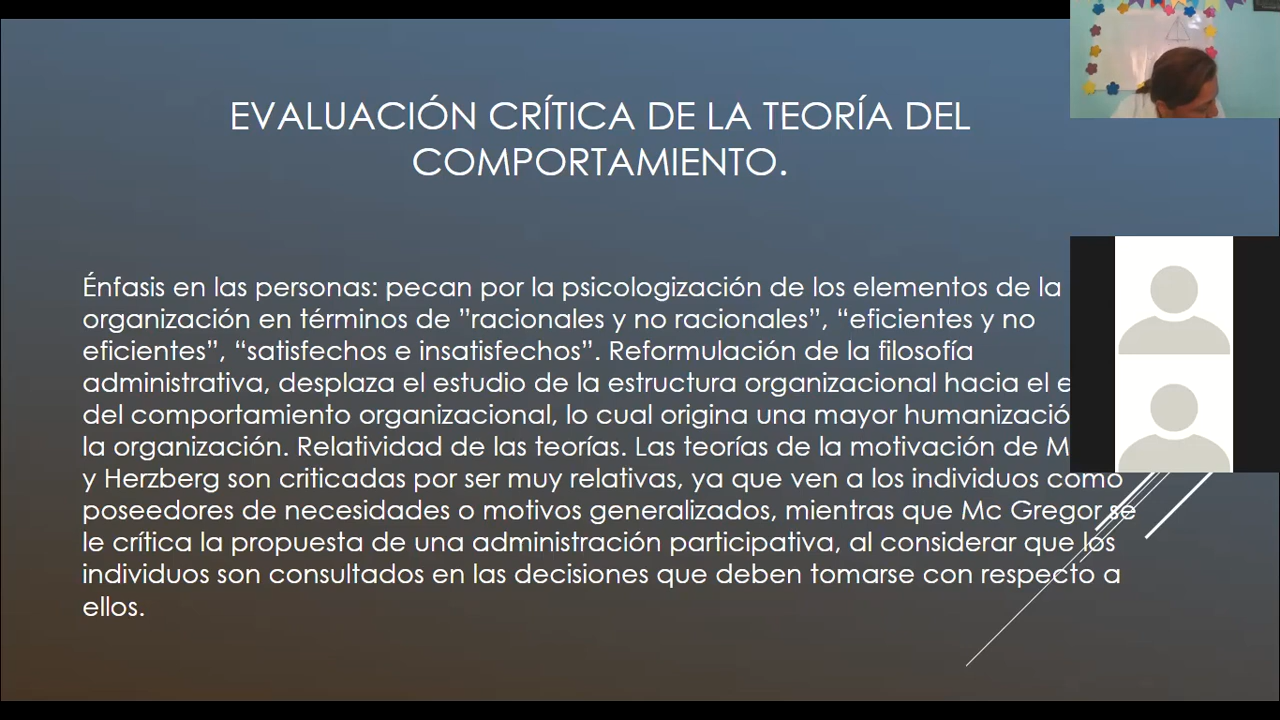 EVALUACIÓN CRÍTICA DE LA TEORÍA DEL
COMPORTAMIENTO.
Énfasis en las personas: pecan por la psicologización de los elementos de la
organización en términos de ”racionales y no racionales”, “eficientes y no
eficientes”, “satisfechos e insatisfechos”. Reformulación de la filosofía
administrativa, desplaza el estudio de la estructura organizacional hacia el
del comportamiento organizacional, lo cual origina una mayor
la organización. Relatividad de las teorías. Las teorías de la motivación de
y Herzberg son criticadas por ser muy relativas, ya que ven a los individuos como
poseedores de necesidades o motivos generalizados, mientras que Mc Gregor se
le crítica la propuesta de una administración participativa, al considerar que los
individuos son consultados en las decisiones que deben tomarse con respecto a
ellos.